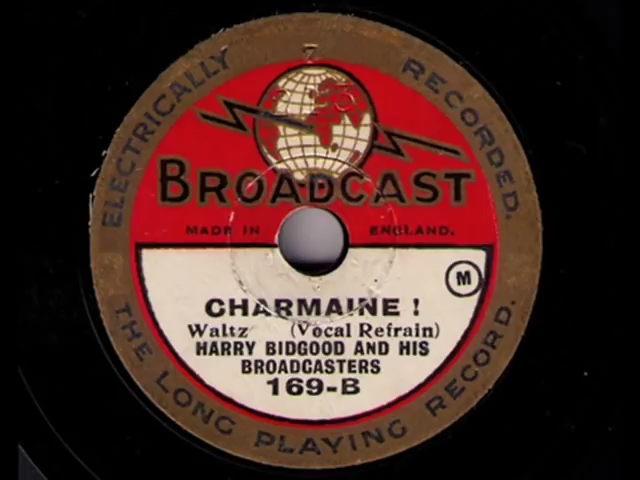 ELECTRICALLY RECORDED.
7
BROADCAST
MADE IN ENGLAND.
M
CHARMAINE !
Waltz (Vocal Refrain)
HARRY BIDGOOD AND HIS
BROADCASTERS
169-B
THE LONG PLAYING RECORD.